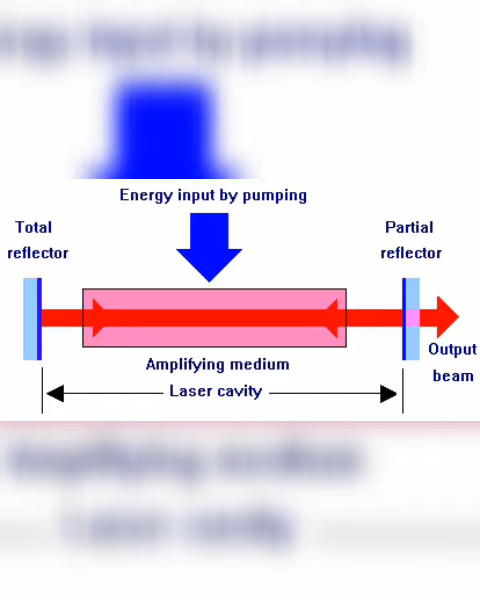 Energy input by pumping
Total
reflector
Partial
reflector
Amplifying medium
Laser cavity
Output
beam